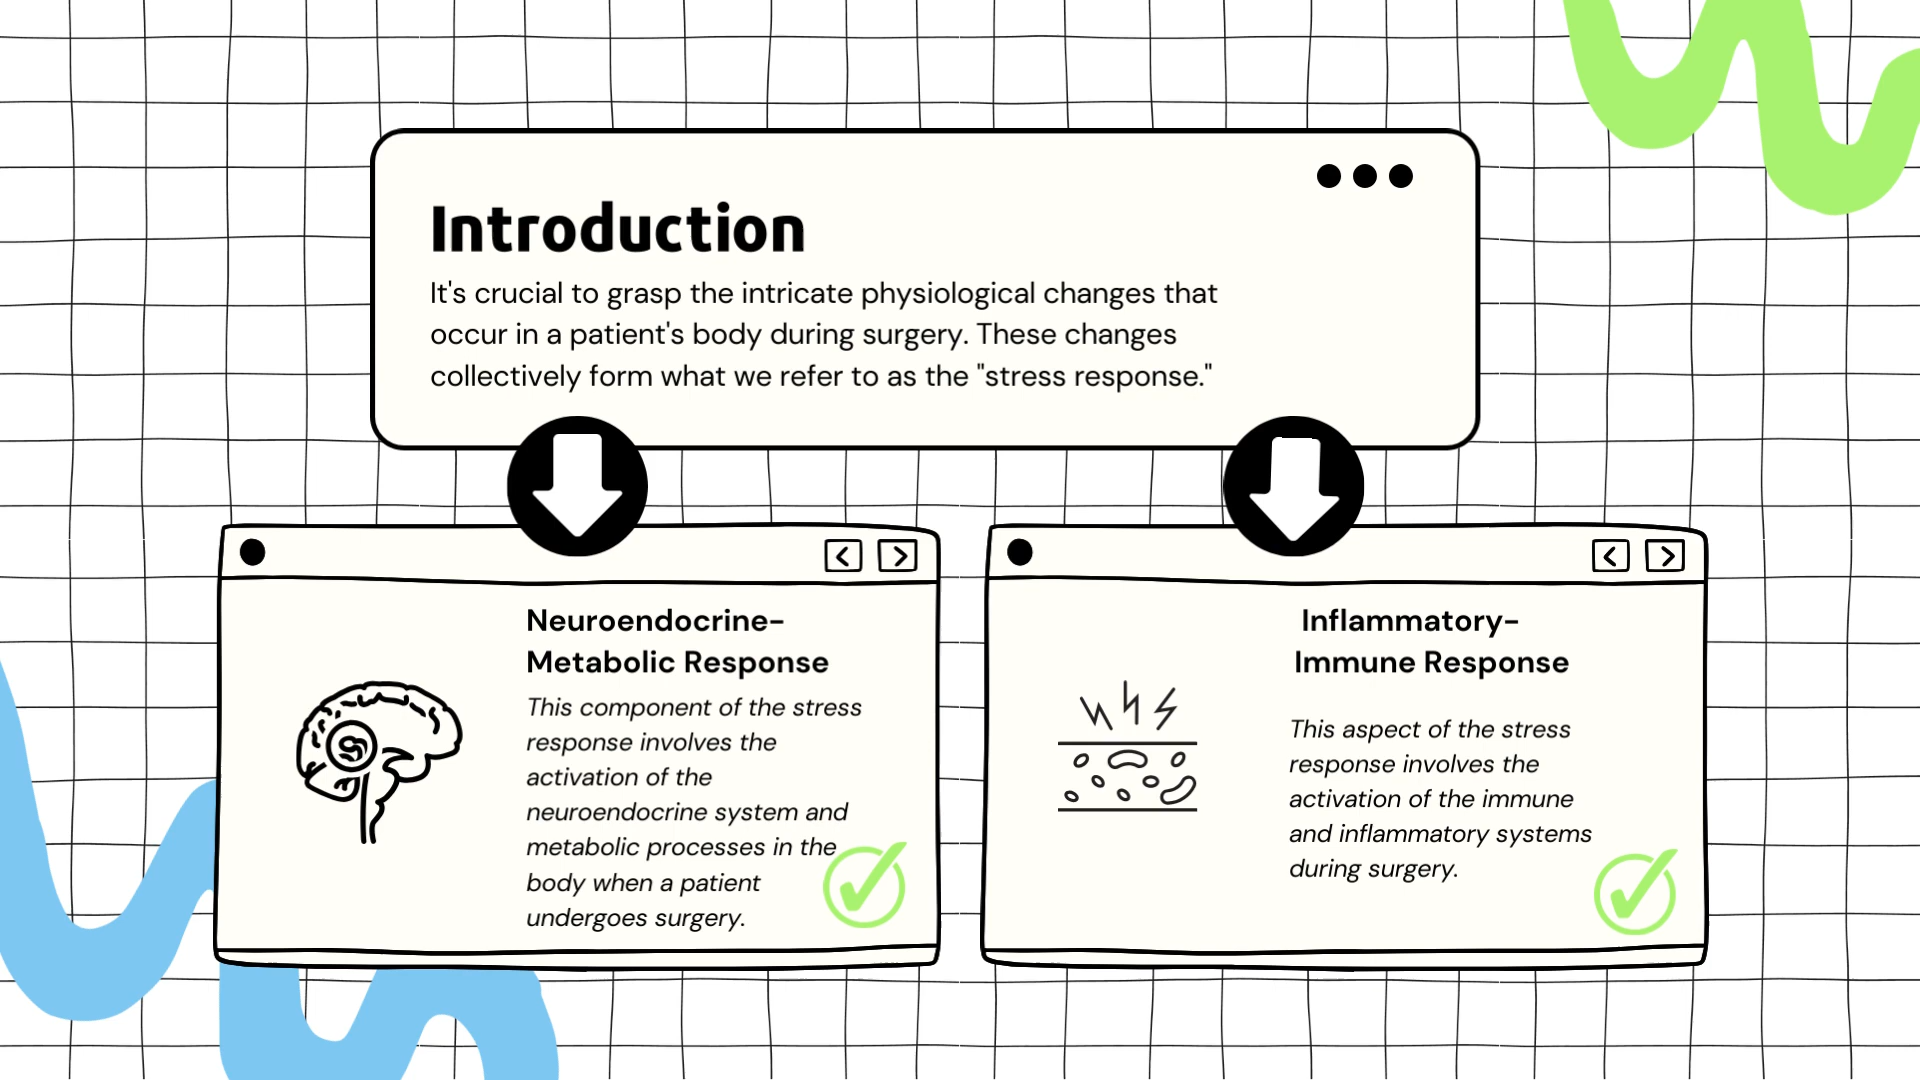 Introduction
It's crucial to grasp the intricate physiological changes that
occur in a patient's body during surgery. These changes
collectively form what we refer to as the "stress response."
Neuroendocrine-
Metabolic Response
This component of the stress
response involves the
activation of the
neuroendocrine system and
metabolic processes in the
body when a patient
undergoes surgery.
Inflammatory-
Immune Response
This aspect of the stress
response involves the
activation of the immune
and inflammatory systems
during surgery.